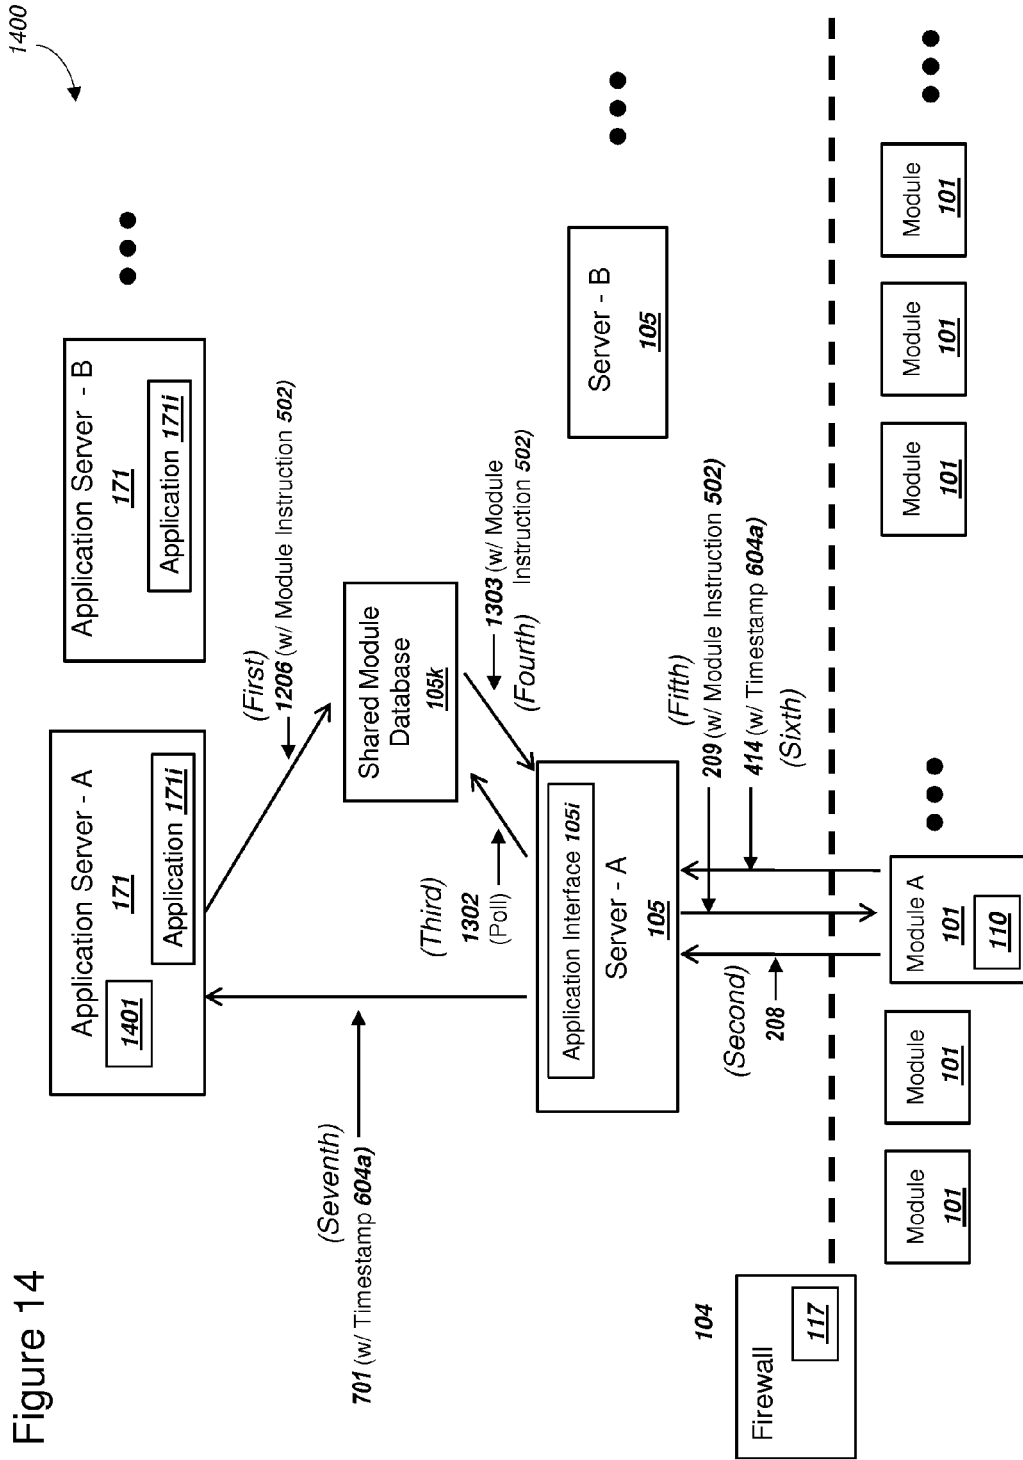 Figure 14
1400
Application Server - A
171
1401
Application 171i
Application Server - B
171
Application 171i
(First)
1206 (w/ Module Instruction 502)
Shared Module
Database
105k
(Seventh)
701 (w/ Timestamp 604a)
(Third)
1302
(Poll)
1303 (w/ Module
Instruction 502)
(Fourth)
Application Interface 105i
Server - A
105
Server - B
105
(Second)
208
(Fifth)
209 (w/ Module Instruction 502)
414 (w/ Timestamp 604a)
(Sixth)
104
Firewall
117
Module
101
Module
101
Module A
101
110
Module
101
Module
101
Module
101